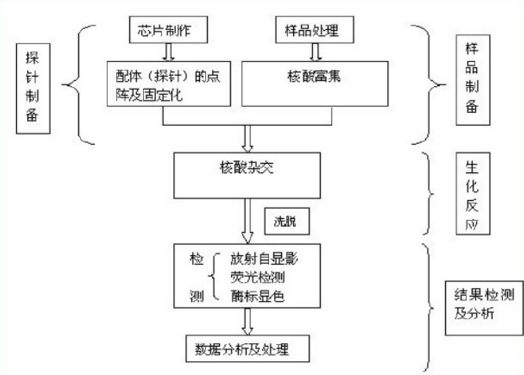 芯片制作
样品处理
探针制备
配体（探针）的点
阵及固定化
核酸富集
样品制备
核酸杂交
生化反应
洗脱
检测
放射自显影
荧光检测
酶标显色
结果检测
及分析
数据分析及处理